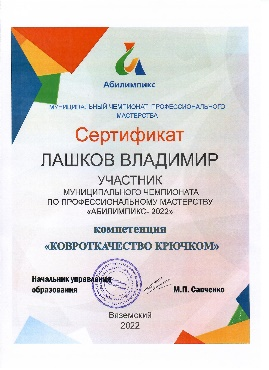 Абилимпикс
МУНИЦИПАЛЬНЫЙ ЧЕМПИОНАТ ПРОФЕССИОНАЛЬНОГО
МАСТЕРСТВА
Сертификат
ЛАШКОВ ВЛАДИМИР
УЧАСТНИК
МУНИЦИПАЛЬНОГО ЧЕМПИОНАТА
ПО ПРОФЕССИОНАЛЬНОМУ МАСТЕРСТВУ
«АБИЛИМПИКС- 2022»
компетенция
«КОВРОТКАЧЕСТВО КРЮЧКОМ»
Начальник управления
образования
М.П. Савченко
Вяземский
2022